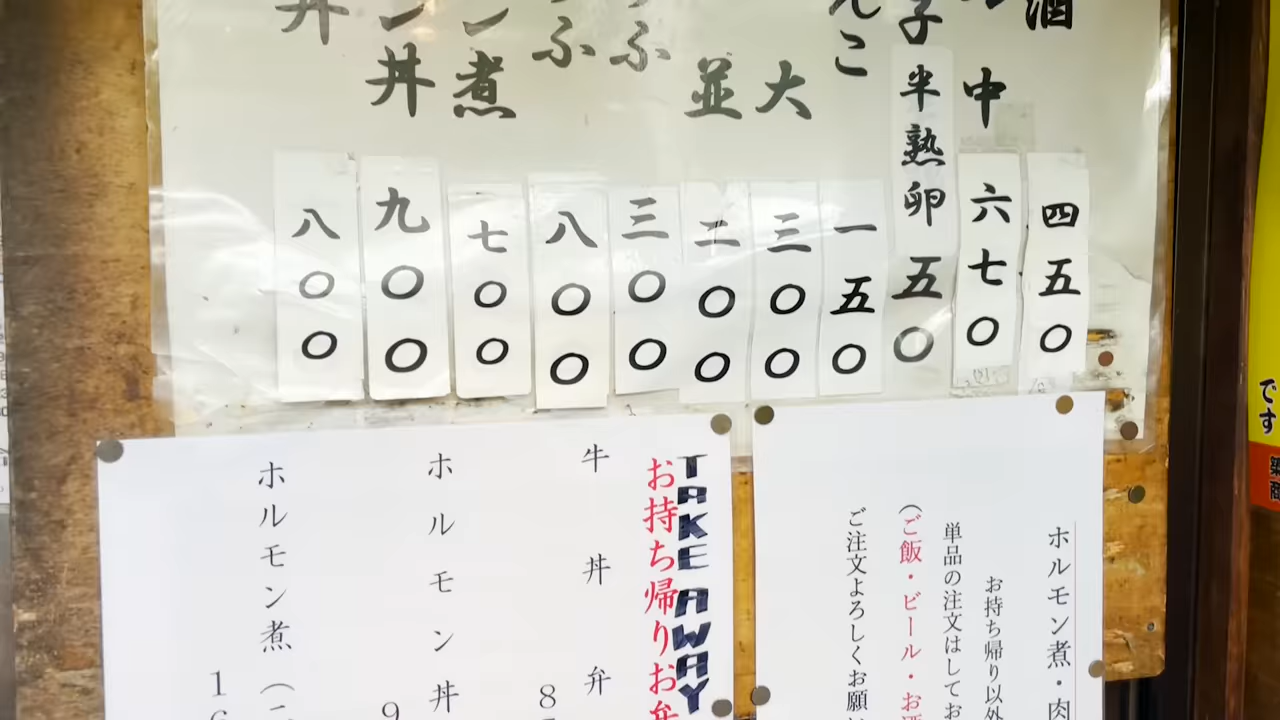 酒
四五〇
中
六七〇
子
半熟卵
五〇
んこ
一五〇
大
三〇〇
並
二〇〇
ふ
三〇〇
ふ
八〇〇
ン煮
七〇〇
ン丼
九〇〇
丼
八〇〇
です
ホルモン煮・肉
お持ち帰り以外
単品の注文はしてお
(ご飯・ビール・お酒
ご注文よろしくお願い
TAKE AWAY
お持ち帰りお弁
牛丼弁
8
ホルモン丼
9
ホルモン煮(
1